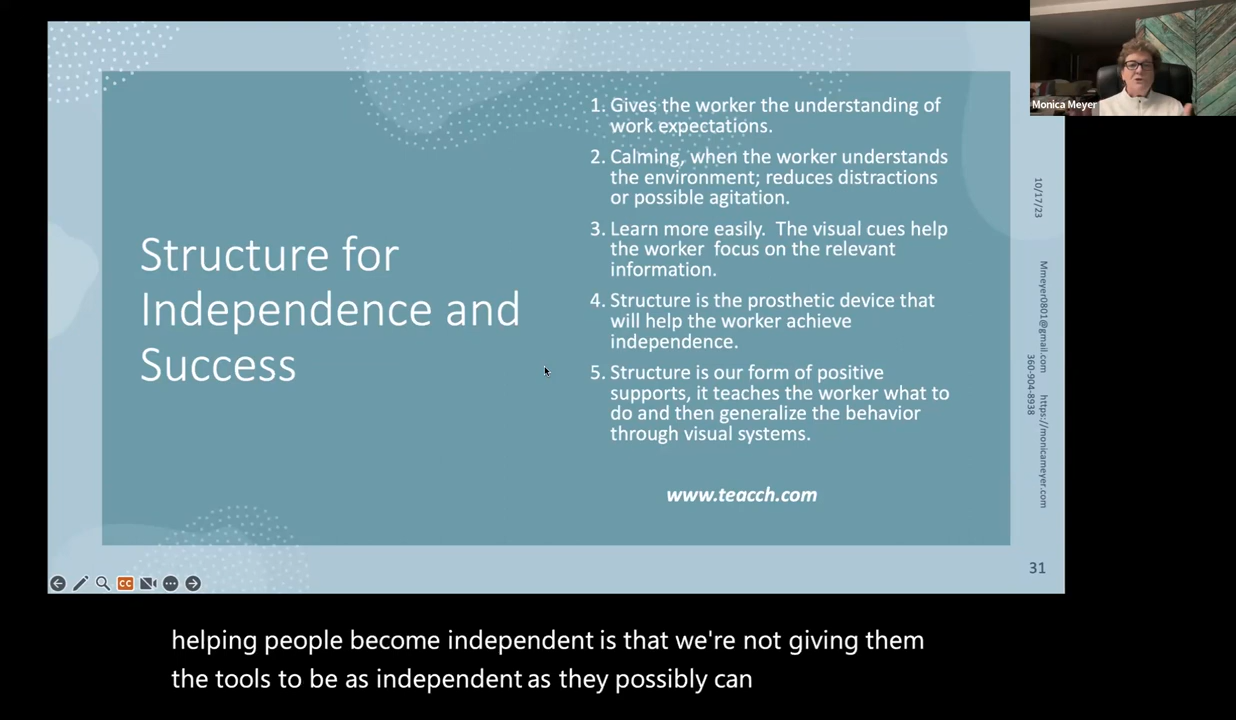 Structure for
Independence and
Success
1. Gives the worker the understanding of
work expectations.
2. Calming, when the worker understands
the environment; reduces distractions
or possible agitation.
3. Learn more easily.  The visual cues help
the worker  focus on the relevant
information.
4. Structure is the prosthetic device that
will help the worker achieve
independence.
5. Structure is our form of positive
supports, it teaches the worker what to
do and then generalize the behavior
through visual systems.
www.teacch.com
Monica Meyer
10/17/23
Mmeyer0801@gmail.com   https://monicameyer.com
360-904-8938
31
CC
helping people become independent is that we're not giving them
the tools to be as independent as they possibly can